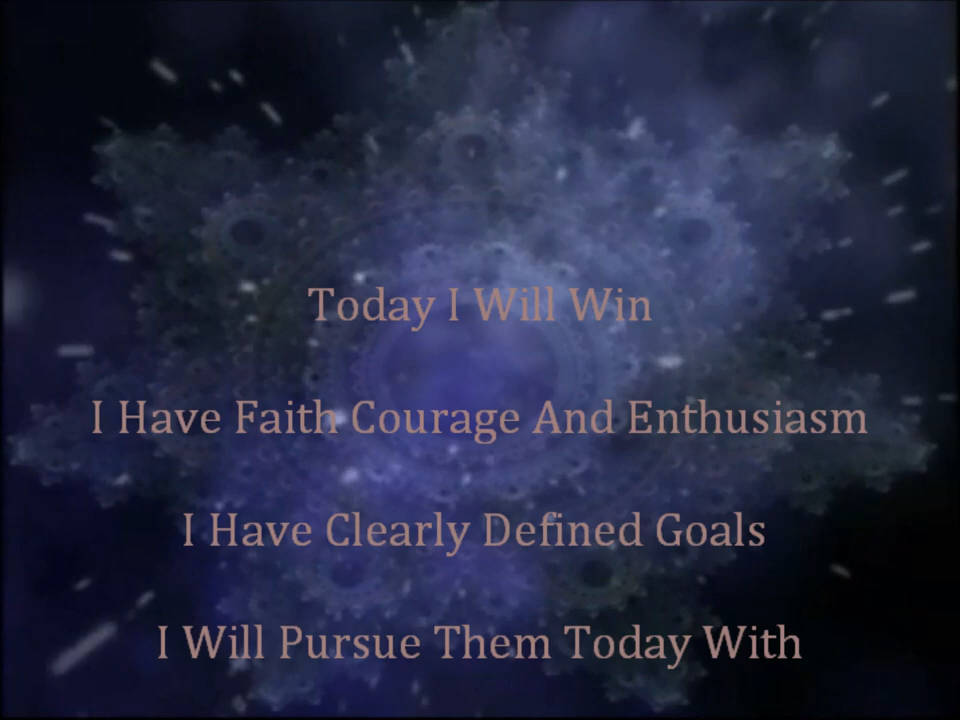 Today I Will Win
I Have Faith Courage And Enthusiasm
I Have Clearly Defined Goals
I Will Pursue Them Today With